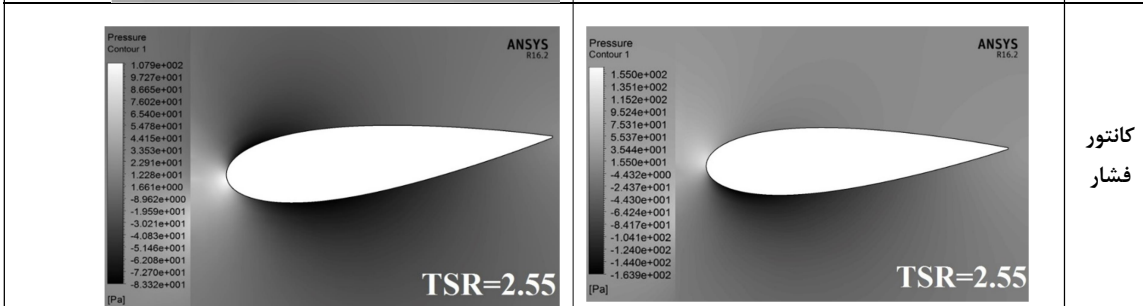 Pressure
Contour 1
ANSYS
R16.2
1.079e+002
9.727e+001
8.665e+001
7.602e+001
6.540e+001
5.478e+001
4.415e+001
3.353e+001
2.291e+001
1.228e+001
1.661e+000
-8.962e+000
-1.959e+001
-3.021e+001
-4.083e+001
-5.146e+001
-6.208e+001
-7.270e+001
-8.332e+001
[Pa]
TSR=2.55
Pressure
Contour 1
ANSYS
R16.2
1.550e+002
1.351e+002
1.152e+002
9.524e+001
7.531e+001
5.537e+001
3.544e+001
1.550e+001
-4.432e+000
-2.437e+001
-4.430e+001
-6.424e+001
-8.417e+001
-1.041e+002
-1.240e+002
-1.440e+002
-1.639e+002
[Pa]
TSR=2.55
کانتور
فشار